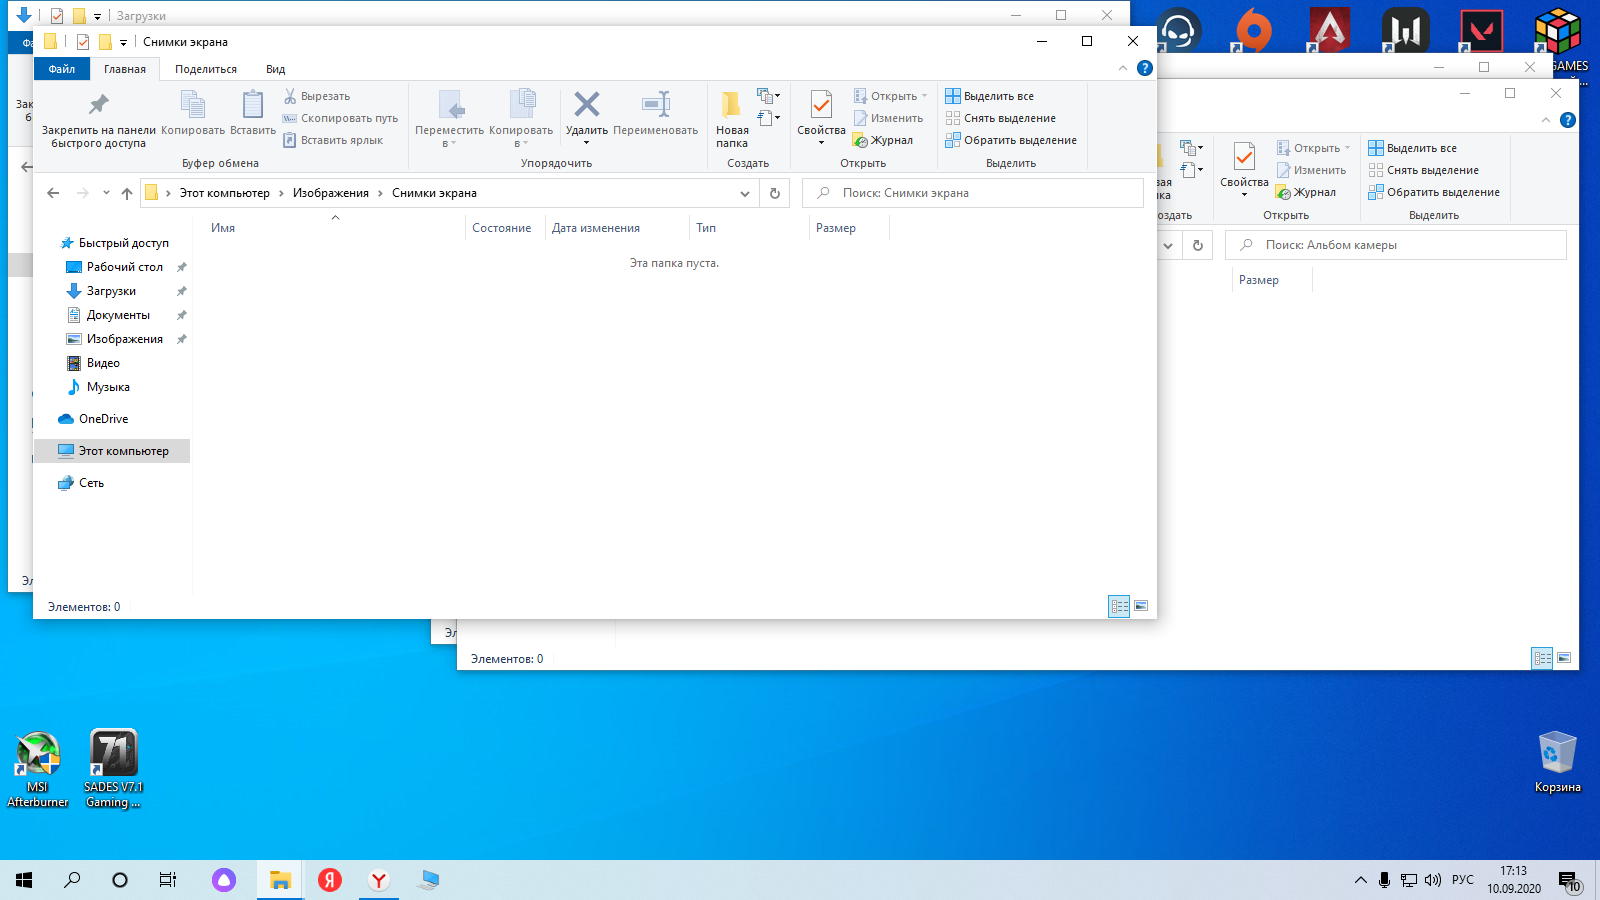 Загрузки
Снимки экрана
Файл
Главная
Поделиться
Вид
Закрепить на панели
быстрого доступа
Копировать
Вставить
Вырезать
Скопировать путь
Вставить ярлык
Буфер обмена
Переместить
в
Копировать
в
Удалить
Переименовать
Упорядочить
Новая
папка
Создать
Свойства
Открыть
Изменить
Журнал
Открыть
Выделить все
Снять выделение
Обратить выделение
Выделить
Этот компьютер
Изображения
Снимки экрана
Поиск: Снимки экрана
Имя
Состояние
Дата изменения
Тип
Размер
Эта папка пуста.
Быстрый доступ
Рабочий стол
Загрузки
Документы
Изображения
Видео
Музыка
OneDrive
Этот компьютер
Сеть
Элементов: 0
GAMES
Свойства
Открыть
Изменить
Журнал
Открыть
Выделить все
Снять выделение
Обратить выделение
Выделить
Поиск: Альбом камеры
Размер
Элементов: 0
MSI
Afterburner
71
SADES V7.1
Gaming ...
Корзина
Я
Y
РУС
17:13
10.09.2020
10